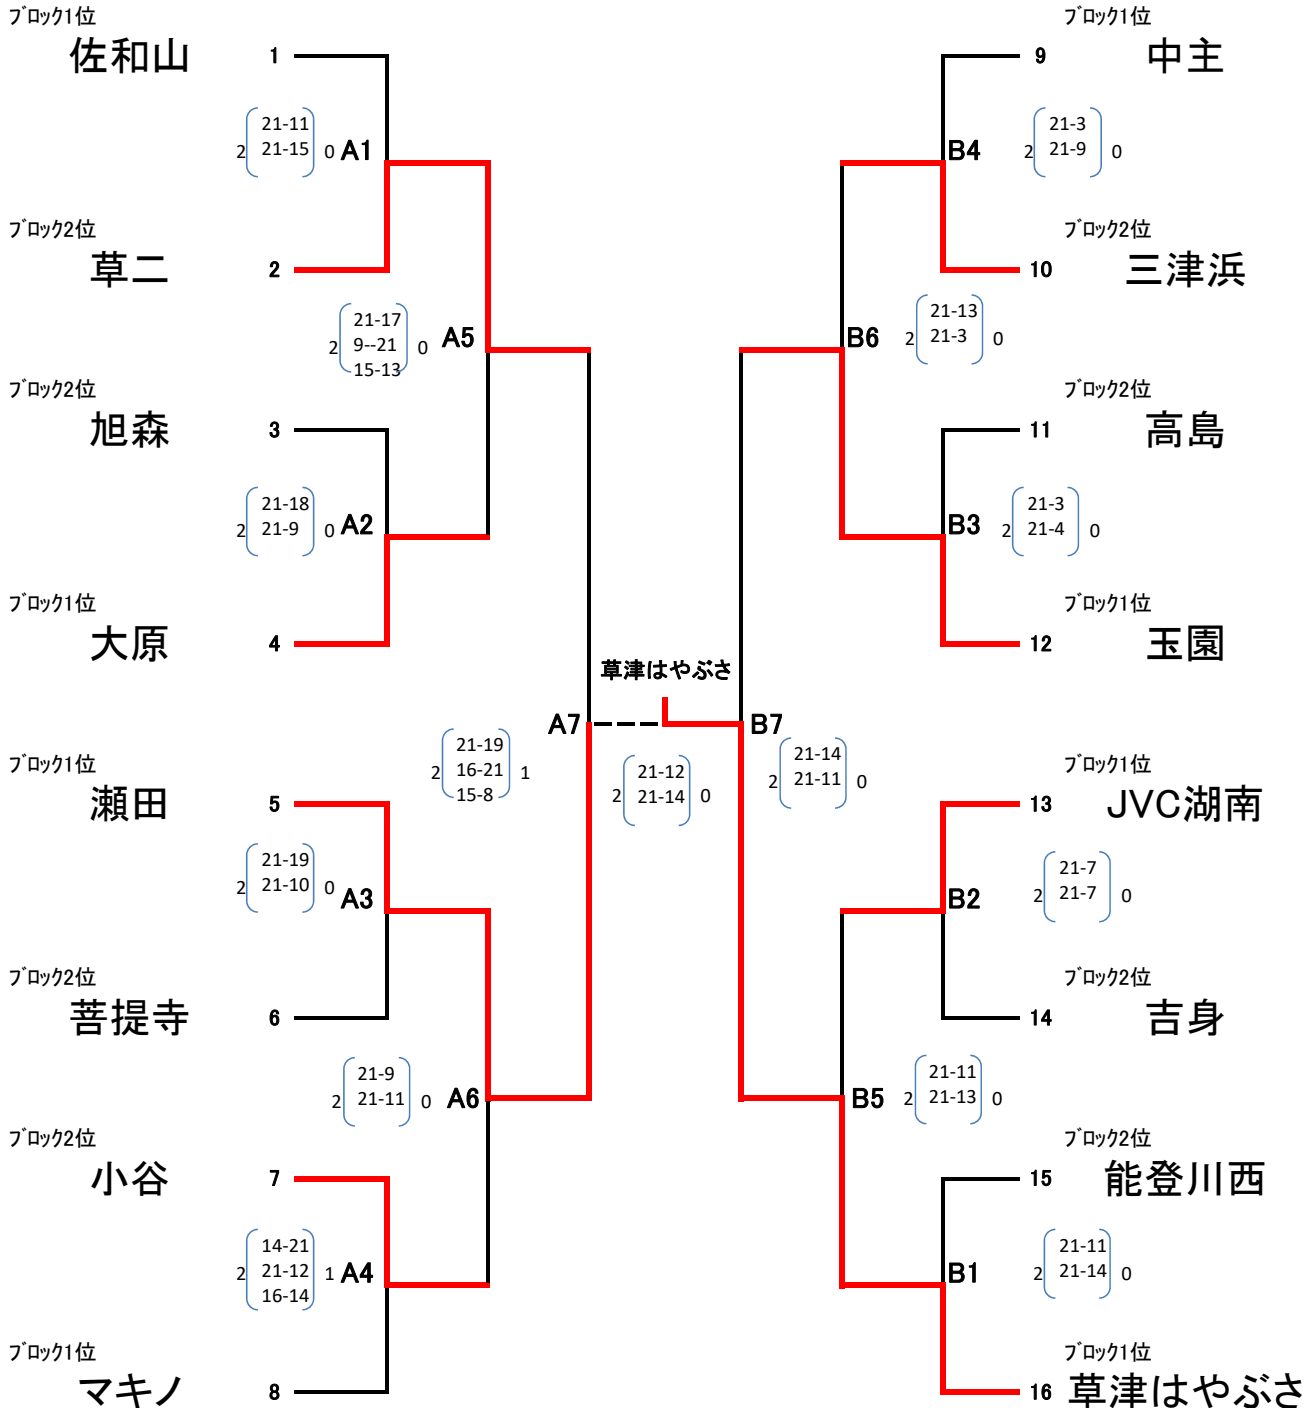 ブロック1位
佐和山
1
21-11
2 21-15 0 A1
ブロック2位
草二
2
21-17
2 9--21 0 A5
15-13
ブロック2位
旭森
3
21-18
2 21-9 0 A2
ブロック1位
大原
4
ブロック1位
瀬田
5
21-19
2 21-10 0 A3
ブロック2位
菩提寺
6
21-9
2 21-11 0 A6
ブロック2位
小谷
7
14-21
2 21-12 1 A4
16-14
ブロック1位
マキノ
8
A7
21-19
2 16-21 1
15-8
草津はやぶさ
21-12
2 21-14 0
B7
21-14
2 21-11 0
ブロック1位
9 中主
21-3
B4 2 21-9 0
ブロック2位
10 三津浜
21-13
B6 2 21-3 0
ブロック2位
11 高島
21-3
B3 2 21-4 0
ブロック1位
12 玉園
ブロック1位
13 JVC湖南
21-7
B2 2 21-7 0
ブロック2位
14 吉身
21-11
B5 2 21-13 0
ブロック2位
15 能登川西
21-11
B1 2 21-14 0
ブロック1位
16 草津はやぶさ